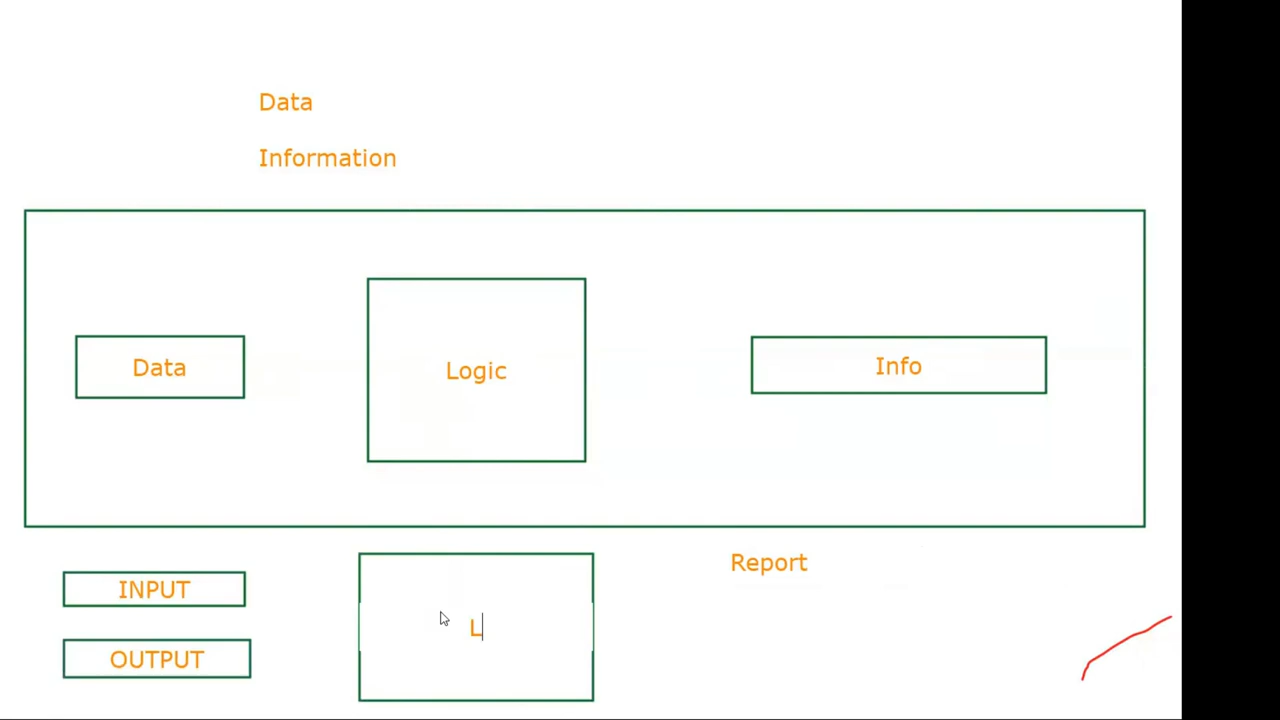 Data
Information
Data
Logic
Info
Report
INPUT
L
OUTPUT